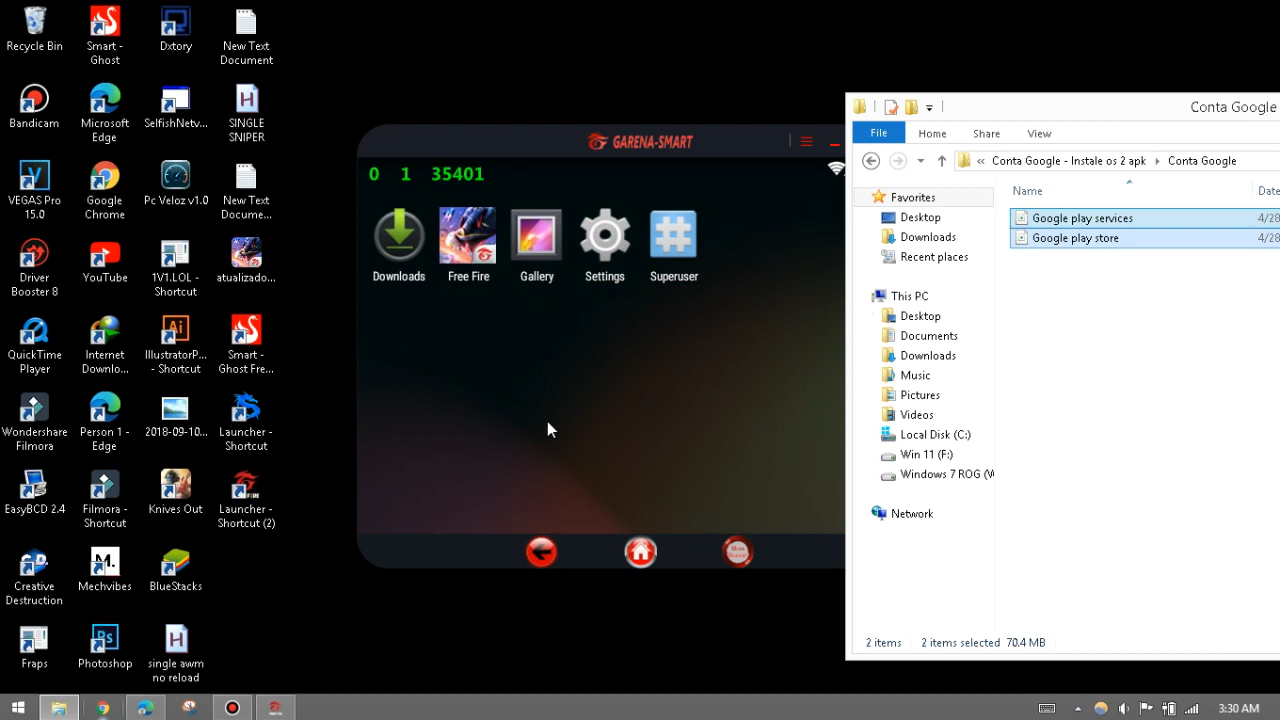 Recycle Bin
Smart -
Ghost
Dxtory
New Text
Document
Bandicam
Microsoft
Edge
SelfishNetv...
SINGLE
SNIPER
VEGAS Pro
15.0
Google
Chrome
Pc Veloz v1.0
New Text
Docume...
Driver
Booster 8
YouTube
1V1.LOL -
Shortcut
atualizado...
QuickTime
Player
Internet
Downlo...
Ai
IllustratorP...
- Shortcut
Smart -
Ghost Fre...
Wondershare
Filmora
Person 1 -
Edge
2018-09-10...
Launcher -
Shortcut
EasyBCD 2.4
Filmora -
Shortcut
Knives Out
Launcher -
Shortcut (2)
Creative
Destruction
M.
Mechvibes
BlueStacks
Fraps
Ps
Photoshop
single awm
no reload
GARENA-SMART
0 1 35401
Downloads
Free Fire
Gallery
Settings
Superuser
Conta Google
File Home Share View
« Conta Google - Instale os 2 apk Conta Google
Name Date
Favorites
Google play services 4/28
Desktop
Google play store 4/28
Downloads
Recent places
This PC
Desktop
Documents
Downloads
Music
Pictures
Videos
Local Disk (C:)
Win 11 (F:)
Windows 7 ROG (W
Network
2 items 2 items selected 70.4 MB
3:30 AM